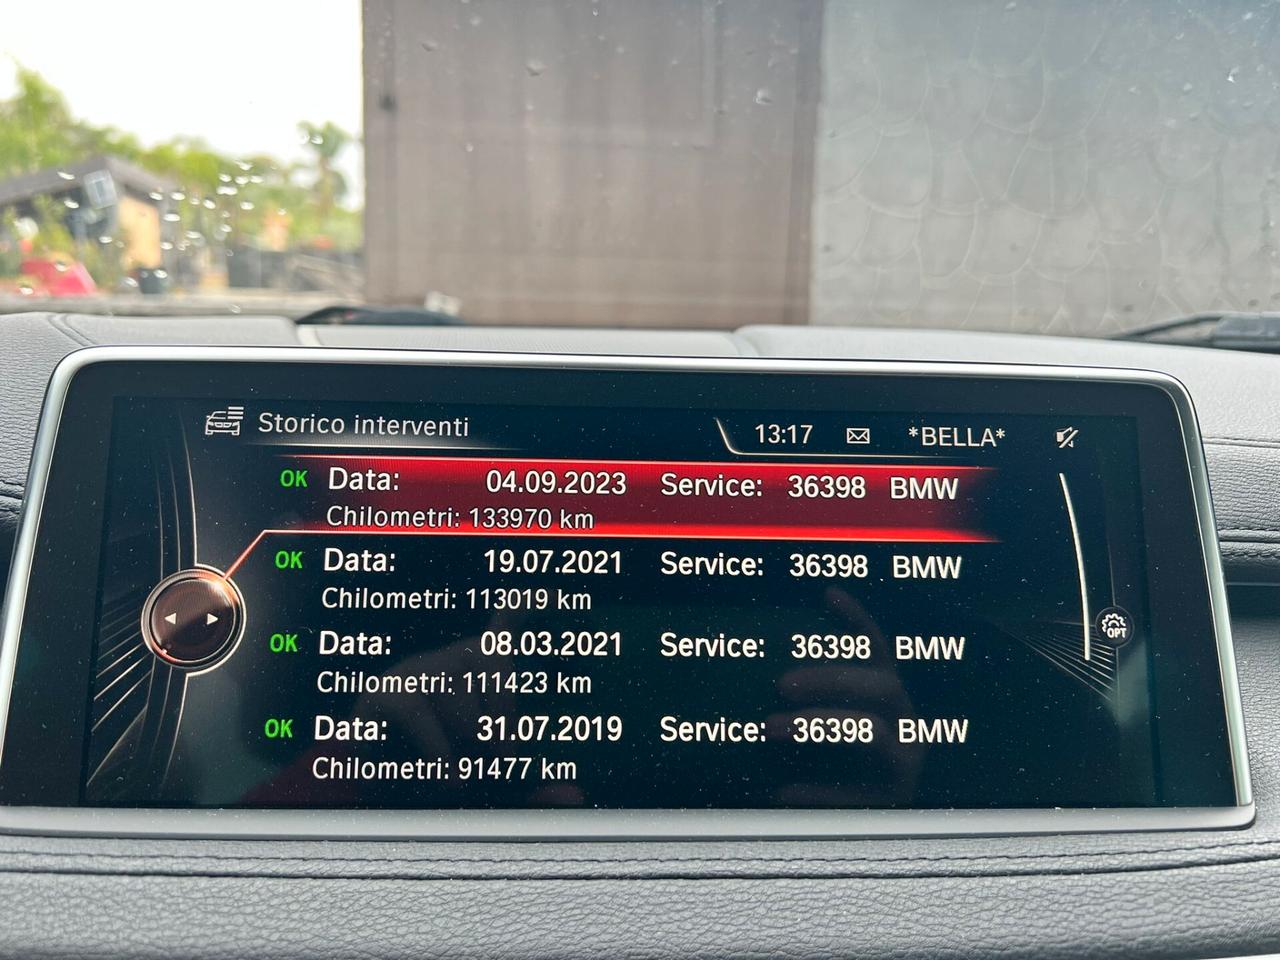 Storico interventi 13:17 *BELLA*
OK Data: 04.09.2023 Service: 36398 BMW
Chilometri: 133970 km
OK Data: 19.07.2021 Service: 36398 BMW
Chilometri: 113019 km
OK Data: 08.03.2021 Service: 36398 BMW
Chilometri: 111423 km
OPT
OK Data: 31.07.2019 Service: 36398 BMW
Chilometri: 91477 km